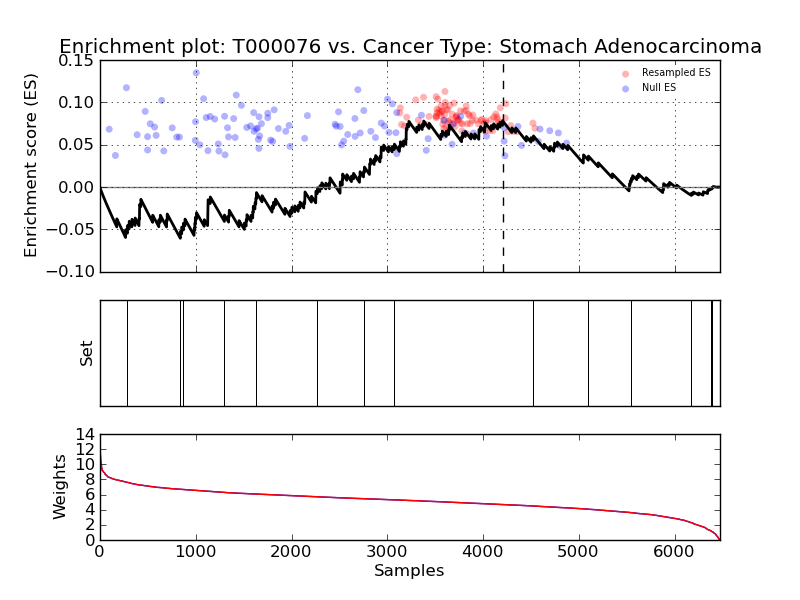 Enrichment plot: T000076 vs. Cancer Type: Stomach Adenocarcinoma
0.15
0.10
0.05
0.00
−0.05
−0.10
Enrichment score (ES)
Resampled ES
Null ES
Set
14
12
10
8
6
4
2
0
Weights
0 1000 2000 3000 4000 5000 6000
Samples